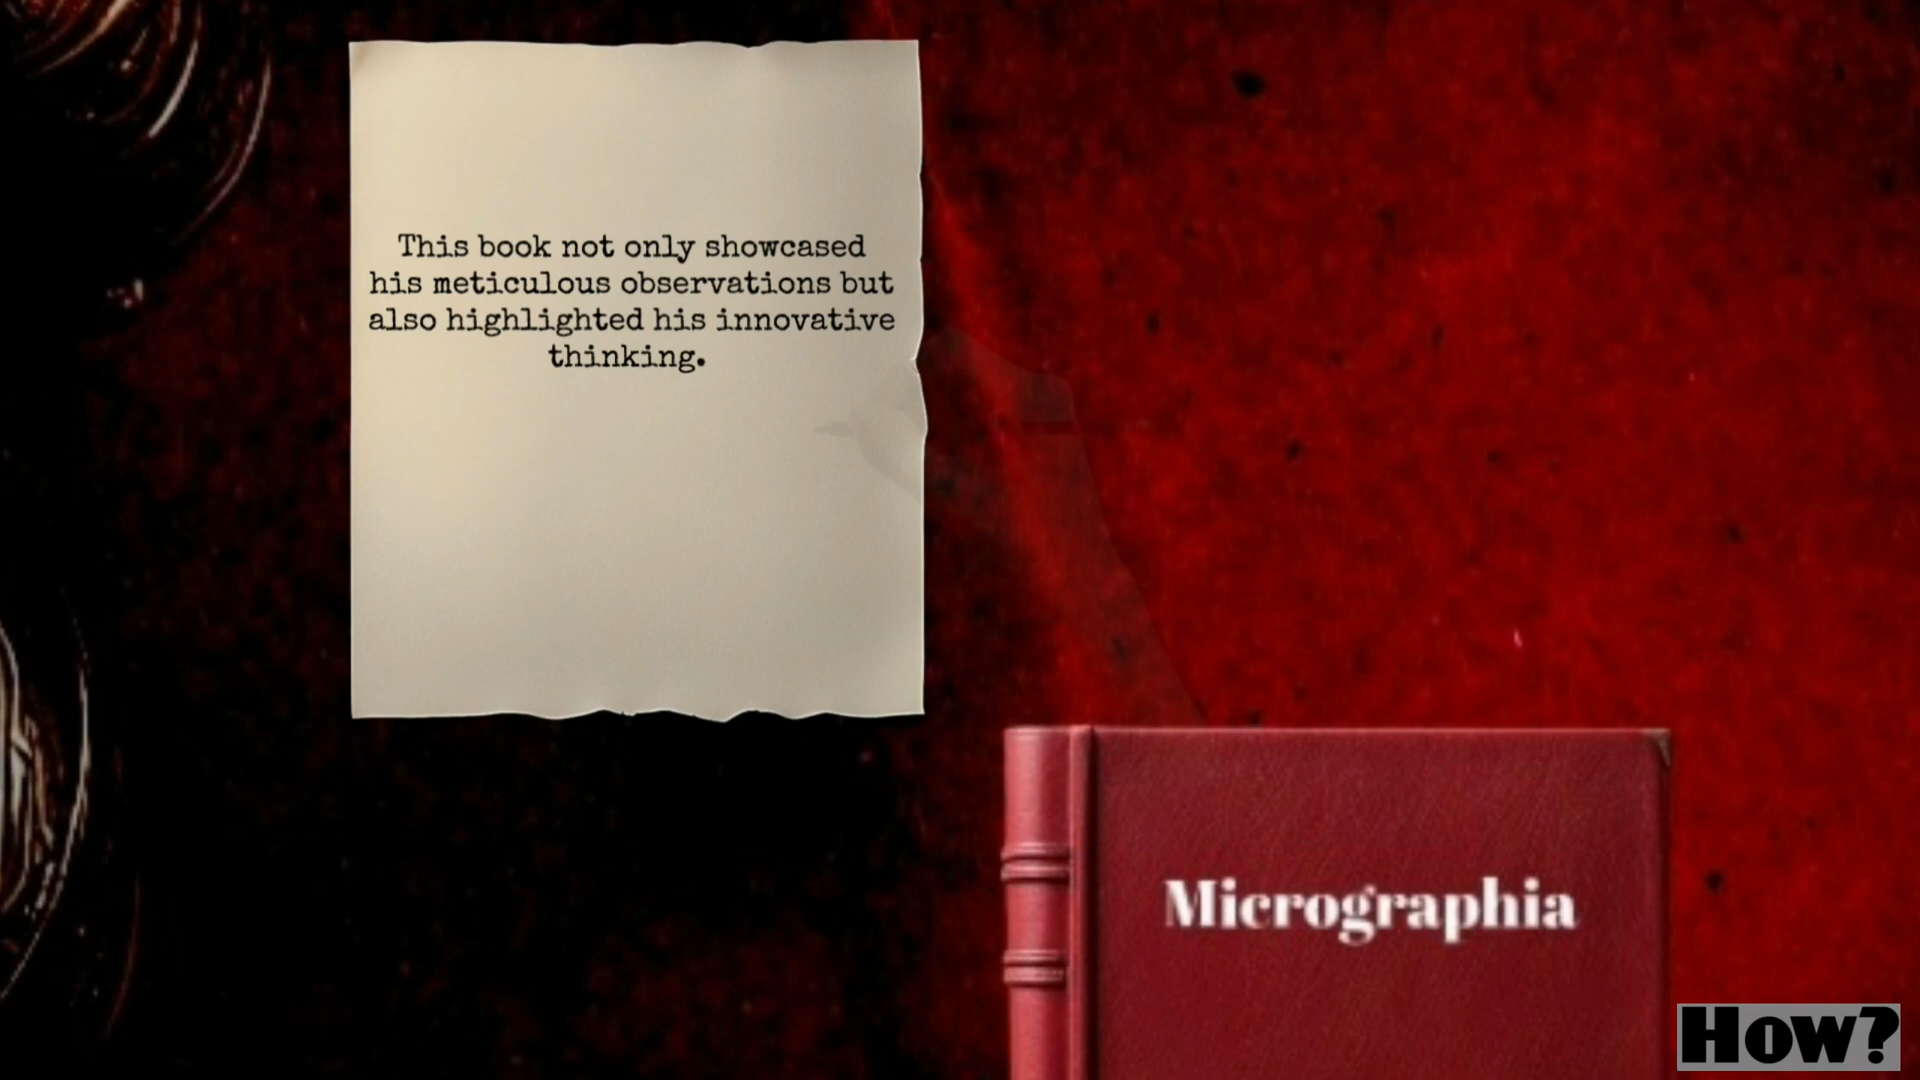 This book not only showcased
his meticulous observations but
also highlighted his innovative
thinking.
Micrographia
How?